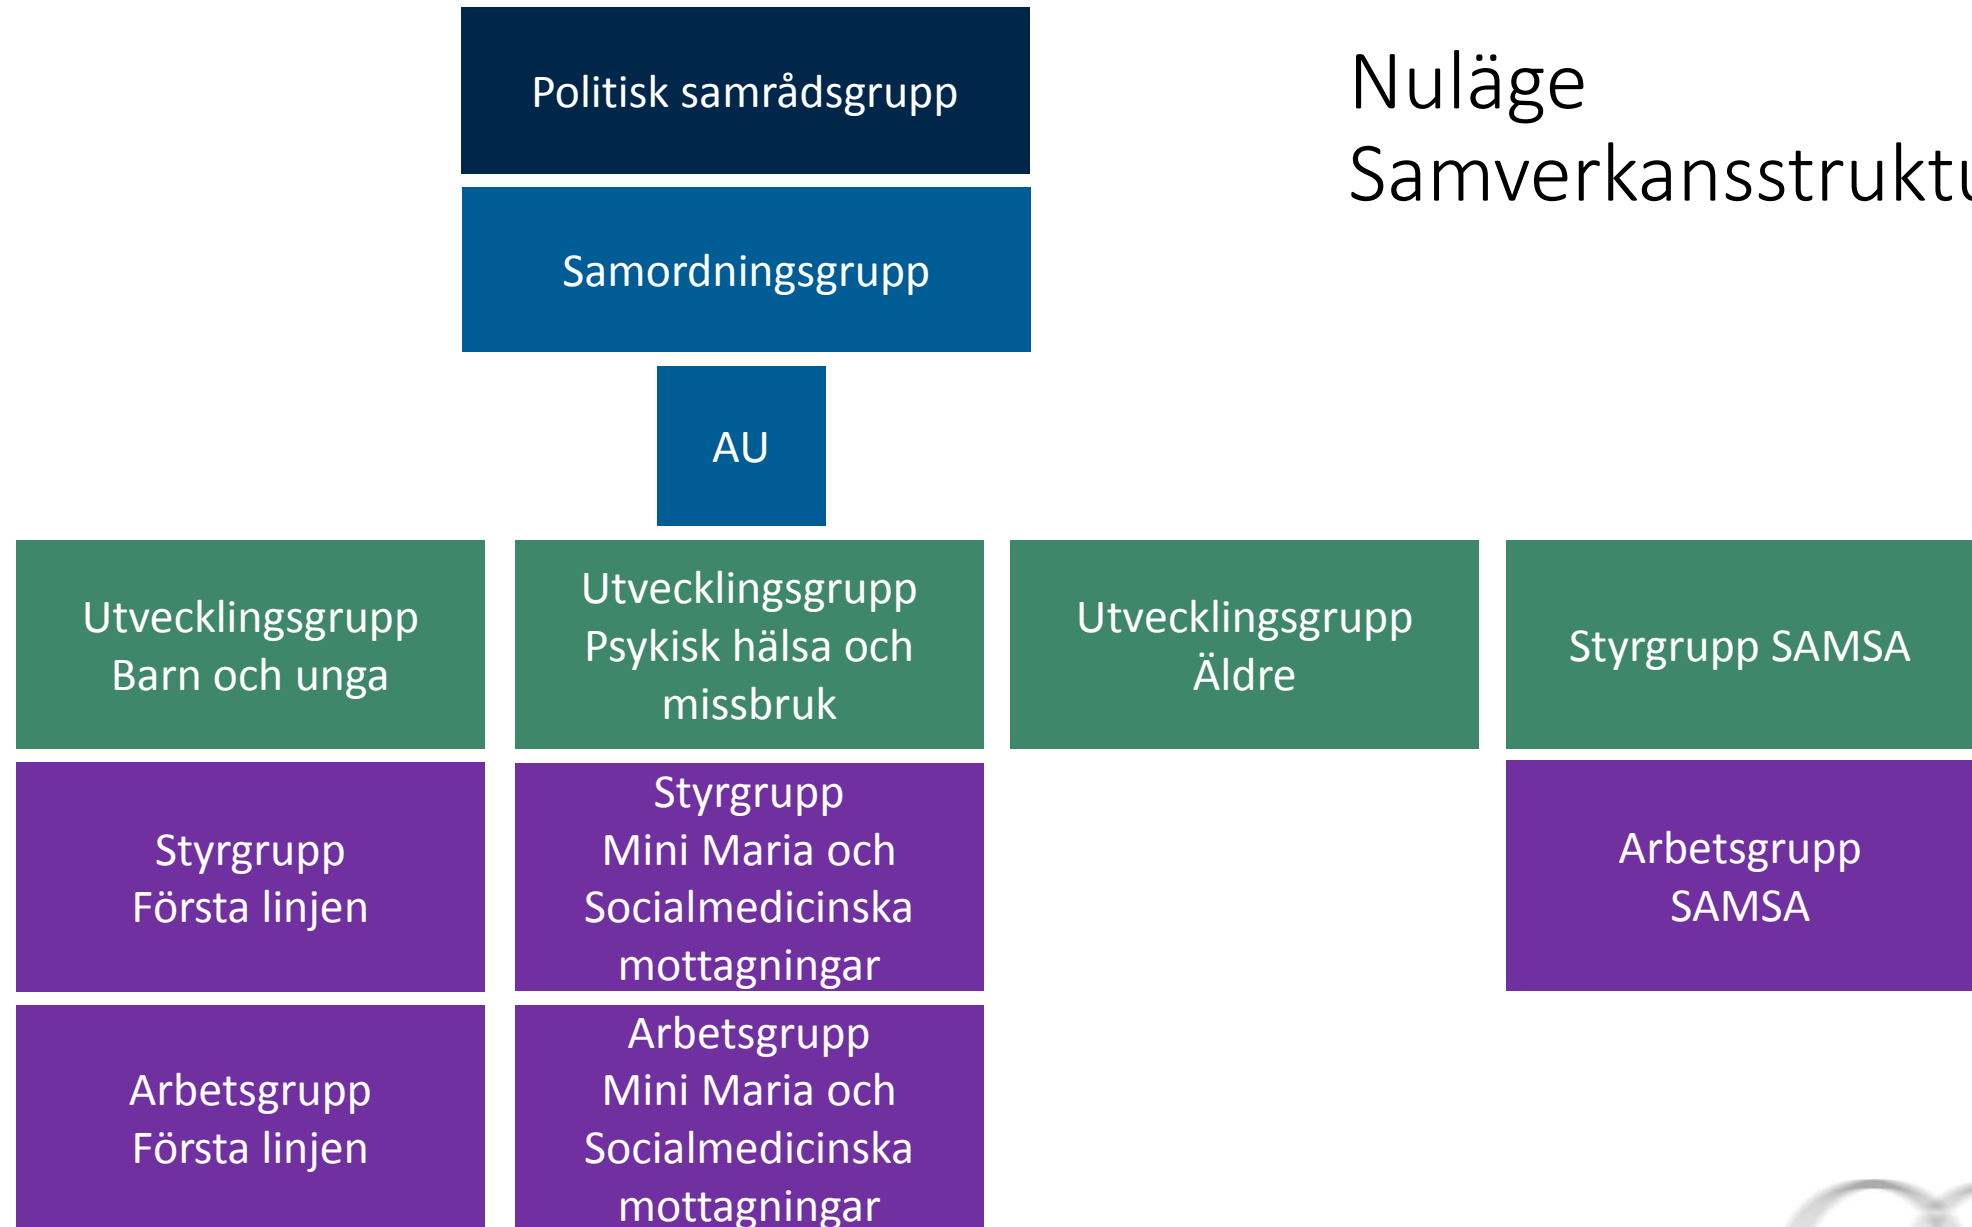 Politisk samrådsgrupp
Nuläge
Samverkansstruktu
Samordningsgrupp
AU
Utvecklingsgrupp
Barn och unga
Utvecklingsgrupp
Psykisk hälsa och
missbruk
Utvecklingsgrupp
Äldre
Styrgrupp SAMSA
Styrgrupp
Första linjen
Styrgrupp
Mini Maria och
Socialmedicinska
mottagningar
Arbetsgrupp
SAMSA
Arbetsgrupp
Första linjen
Arbetsgrupp
Mini Maria och
Socialmedicinska
mottagningar